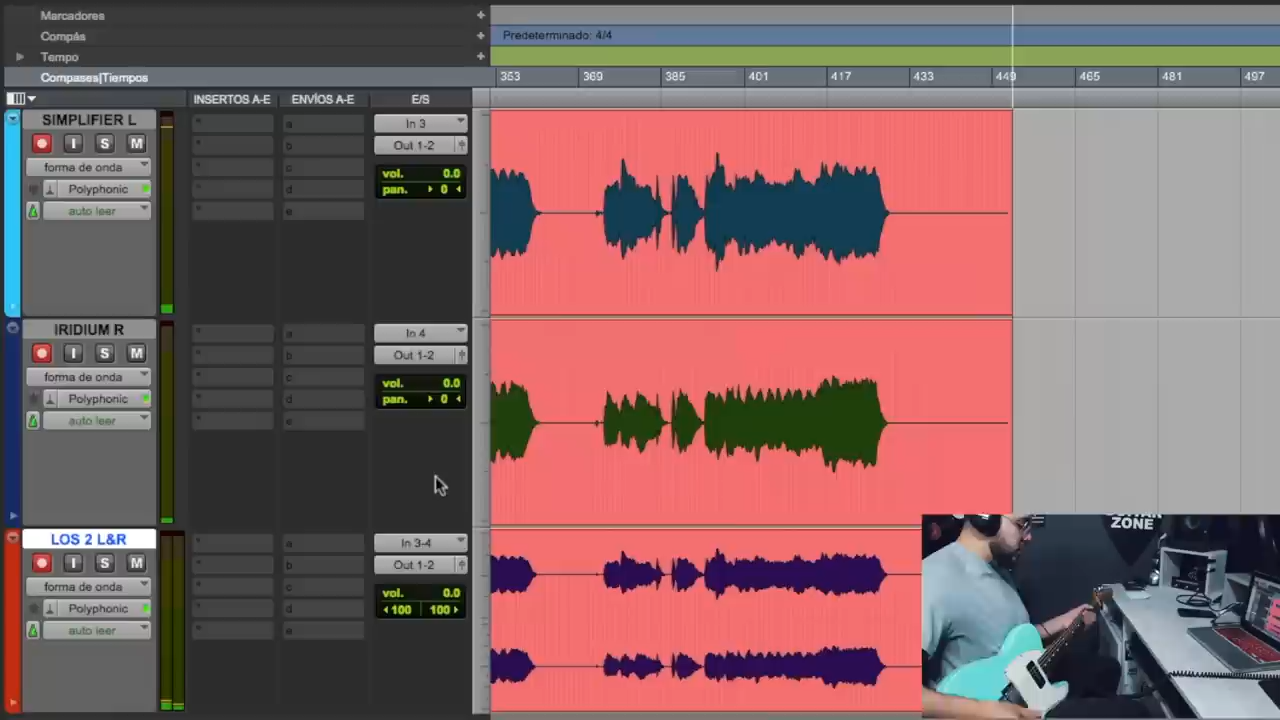 Marcadores
Compás
Predeterminado: 4/4
Tempo
Compases|Tiempos
353 369 385 401 417 433 449 465 481 497
INSERTOS A-E ENVÍOS A-E E/S
SIMPLIFIER L
I S M
forma de onda
Polyphonic
auto leer
a
b
c
d
e
In 3
Out 1-2
vol. 0.0
pan. 0
IRIDIUM R
I S M
forma de onda
Polyphonic
auto leer
a
b
c
d
e
In 4
Out 1-2
vol. 0.0
pan. 0
LOS 2 L&R
I S M
forma de onda
Polyphonic
auto leer
a
b
c
d
e
In 3-4
Out 1-2
vol. 0.0
100 100
ZONE